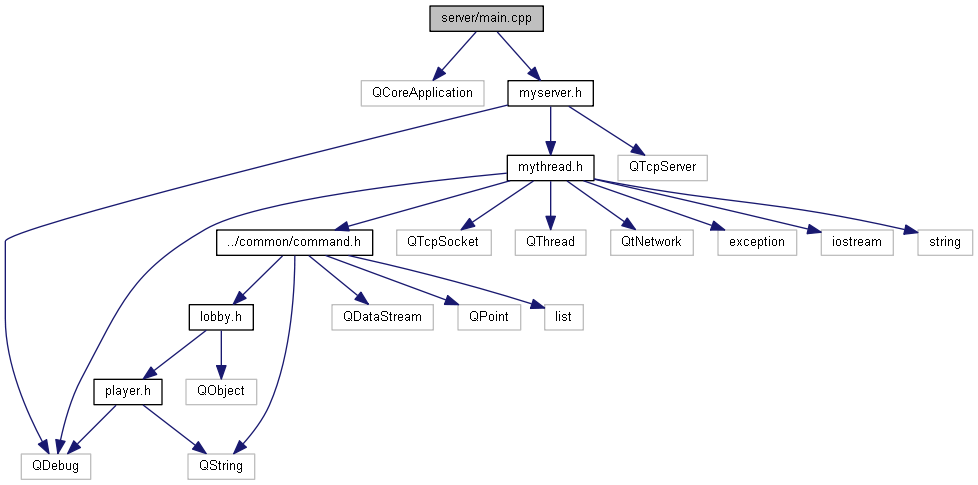 server/main.cpp
QCoreApplication
myserver.h
mythread.h
QTcpServer
../common/command.h
QTcpSocket
QThread
QtNetwork
exception
iostream
string
lobby.h
QDataStream
QPoint
list
player.h
QObject
QDebug
QString